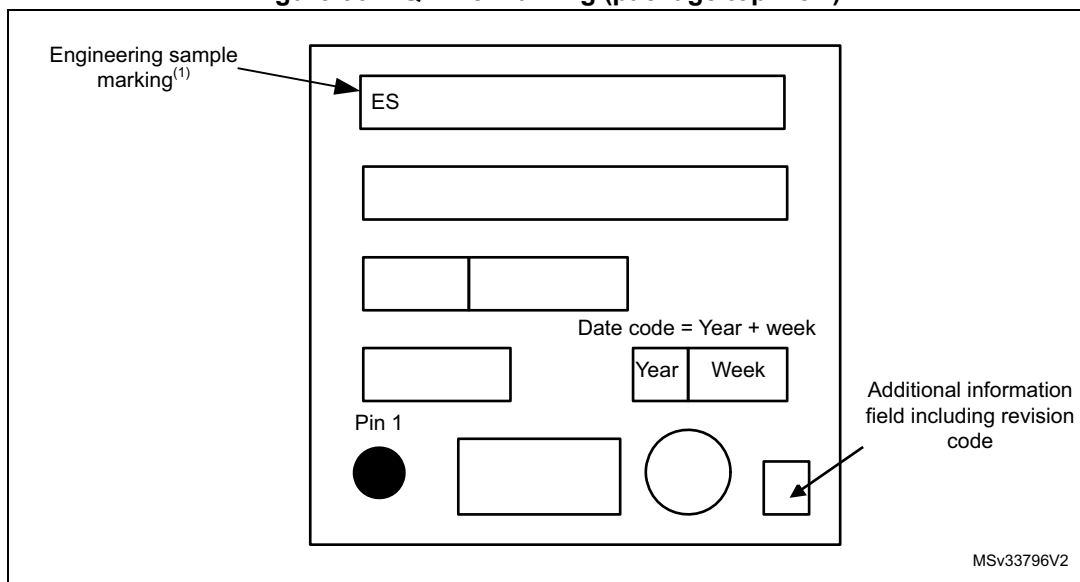 Engineering sample
marking(1)
ES
Date code = Year + week
Year Week
Additional information
field including revision
code
Pin 1
MSv33796V2